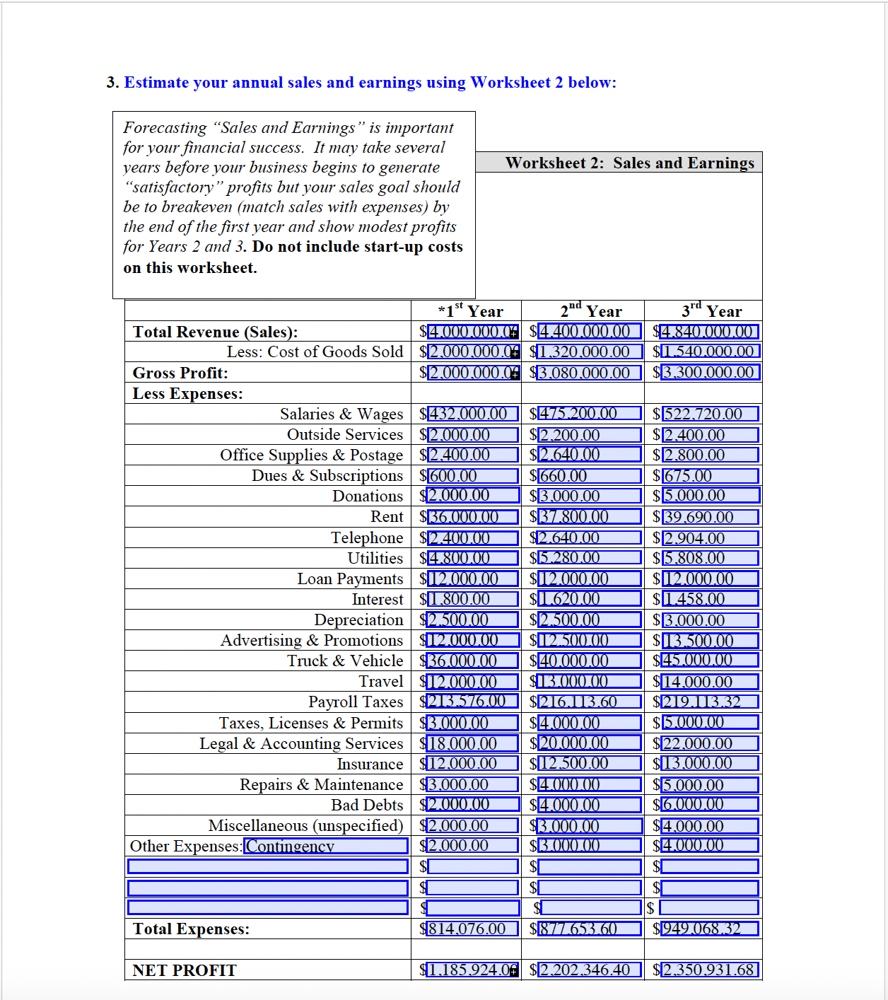 3. Estimate your annual sales and earnings using Worksheet 2 below:
Forecasting “Sales and Earnings” is important
for your financial success. It may take several
years before your business begins to generate
“satisfactory” profits but your sales goal should
be to breakeven (match sales with expenses) by
the end of the first year and show modest profits
for Years 2 and 3. Do not include start-up costs
on this worksheet.
Worksheet 2: Sales and Earnings
*1st Year 2nd Year 3rd Year
Total Revenue (Sales): $4,000,000.00 $4,400,000.00 $4,840,000.00
Less: Cost of Goods Sold $2,000,000.00 $1,320,000.00 $1,540,000.00
Gross Profit: $2,000,000.00 $3,080,000.00 $3,300,000.00
Less Expenses:
Salaries & Wages $432,000.00 $475,200.00 $522,720.00
Outside Services $2,000.00 $2,200.00 $2,400.00
Office Supplies & Postage $2,400.00 $2,640.00 $2,800.00
Dues & Subscriptions $600.00 $660.00 $675.00
Donations $2,000.00 $3,000.00 $5,000.00
Rent $36,000.00 $37,800.00 $39,690.00
Telephone $2,400.00 $2,640.00 $2,904.00
Utilities $4,800.00 $5,280.00 $5,808.00
Loan Payments $12,000.00 $12,000.00 $12,000.00
Interest $1,800.00 $1,620.00 $1,458.00
Depreciation $2,500.00 $2,500.00 $3,000.00
Advertising & Promotions $12,000.00 $12,500.00 $13,500.00
Truck & Vehicle $36,000.00 $40,000.00 $45,000.00
Travel $12,000.00 $13,000.00 $14,000.00
Payroll Taxes $213,576.00 $216,113.60 $219,113.32
Taxes, Licenses & Permits $3,000.00 $4,000.00 $5,000.00
Legal & Accounting Services $18,000.00 $20,000.00 $22,000.00
Insurance $12,000.00 $12,500.00 $13,000.00
Repairs & Maintenance $3,000.00 $4,000.00 $5,000.00
Bad Debts $2,000.00 $4,000.00 $6,000.00
Miscellaneous (unspecified) $2,000.00 $3,000.00 $4,000.00
Other Expenses: Contingency $2,000.00 $3,000.00 $4,000.00
$ $ $
$ $ $
$ $ $
Total Expenses: $814,076.00 $877,653.60 $949,068.32
NET PROFIT $1,185,924.00 $2,202,346.40 $2,350,931.68